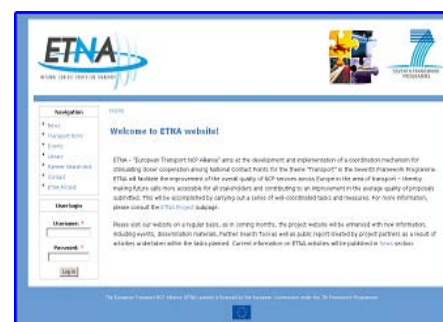 ETNA
SEVENTH FRAMEWORK
PROGRAMME
Navigation
Home
News
Transport NCPs
Events
Library
Partner Search tool
Contact
ETNA Project
Welcome to ETNA website!
ETNA - "European Transport NCP Alliance" aims at the development and implementation of a coordination mechanism for
stimulating closer cooperation among National Contact Points for the theme "Transport" in the Seventh Framework Programme.
ETNA will facilitate the improvement of the overall quality of NCP services across Europe in the area of transport - thereby
making future calls more accessible for all stakeholders and contributing to an improvement in the average quality of proposals
submitted. This will be accomplished by carrying out a series of well-coordinated tasks and measures. For more information,
please consult the ETNA Project subpage.
User login
Username: *
Password: *
Log in
Please visit our website on a regular basis, as in coming months, the project website will be enhanced with new information,
including events, dissemination materials, Partner Search Tool as well as public report created by project partners as a result of
activities undertaken within the tasks planned. Current information on ETNA activities will be published in News section.
The European Transport NCP Alliance (ETNA) project is financed by the European Commission under the 7th Framework Programme